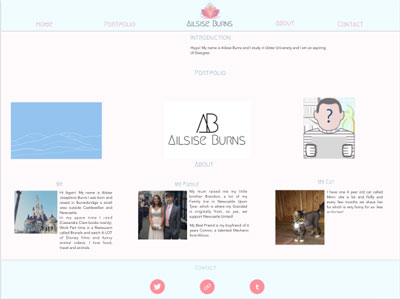 Home
Portfolio
Ailsise Burns
About
Contact
Introduction
Heya! My name is Ailsise Burns and I study in Ulster University and I am an aspiring
UI Designer.
Portfolio
AB
Ailsise Burns
?
About
Me
Hi Again! My name is Ailsise
Josephine Burns I was born and
raised in Bunnbridge a small
area outside Castlewellan and
Newcastle.
In my spare time I read
(Cassandra Clare books mainly).
Work Part time in a Restaurant
called Brunels and watch A LOT
of Disney films and funny
animal videos. I love food,
travel and animals.
My Family
My mum raised me my little
brother Brandon, a lot of my
Family live in Newcastle Upon
Tyne which is where my Grandad
is originally from, so yes, we
support Newcastle United!
My Best Friend is my boyfriend of 6
years Connor, a talented Mechanic
from Kilcoo.
My Cat
I have one 4 year old cat called
Mimi she is fat and fluffy and
every few months we shave her
fur which is very funny for us less
so for her!
Contact
t